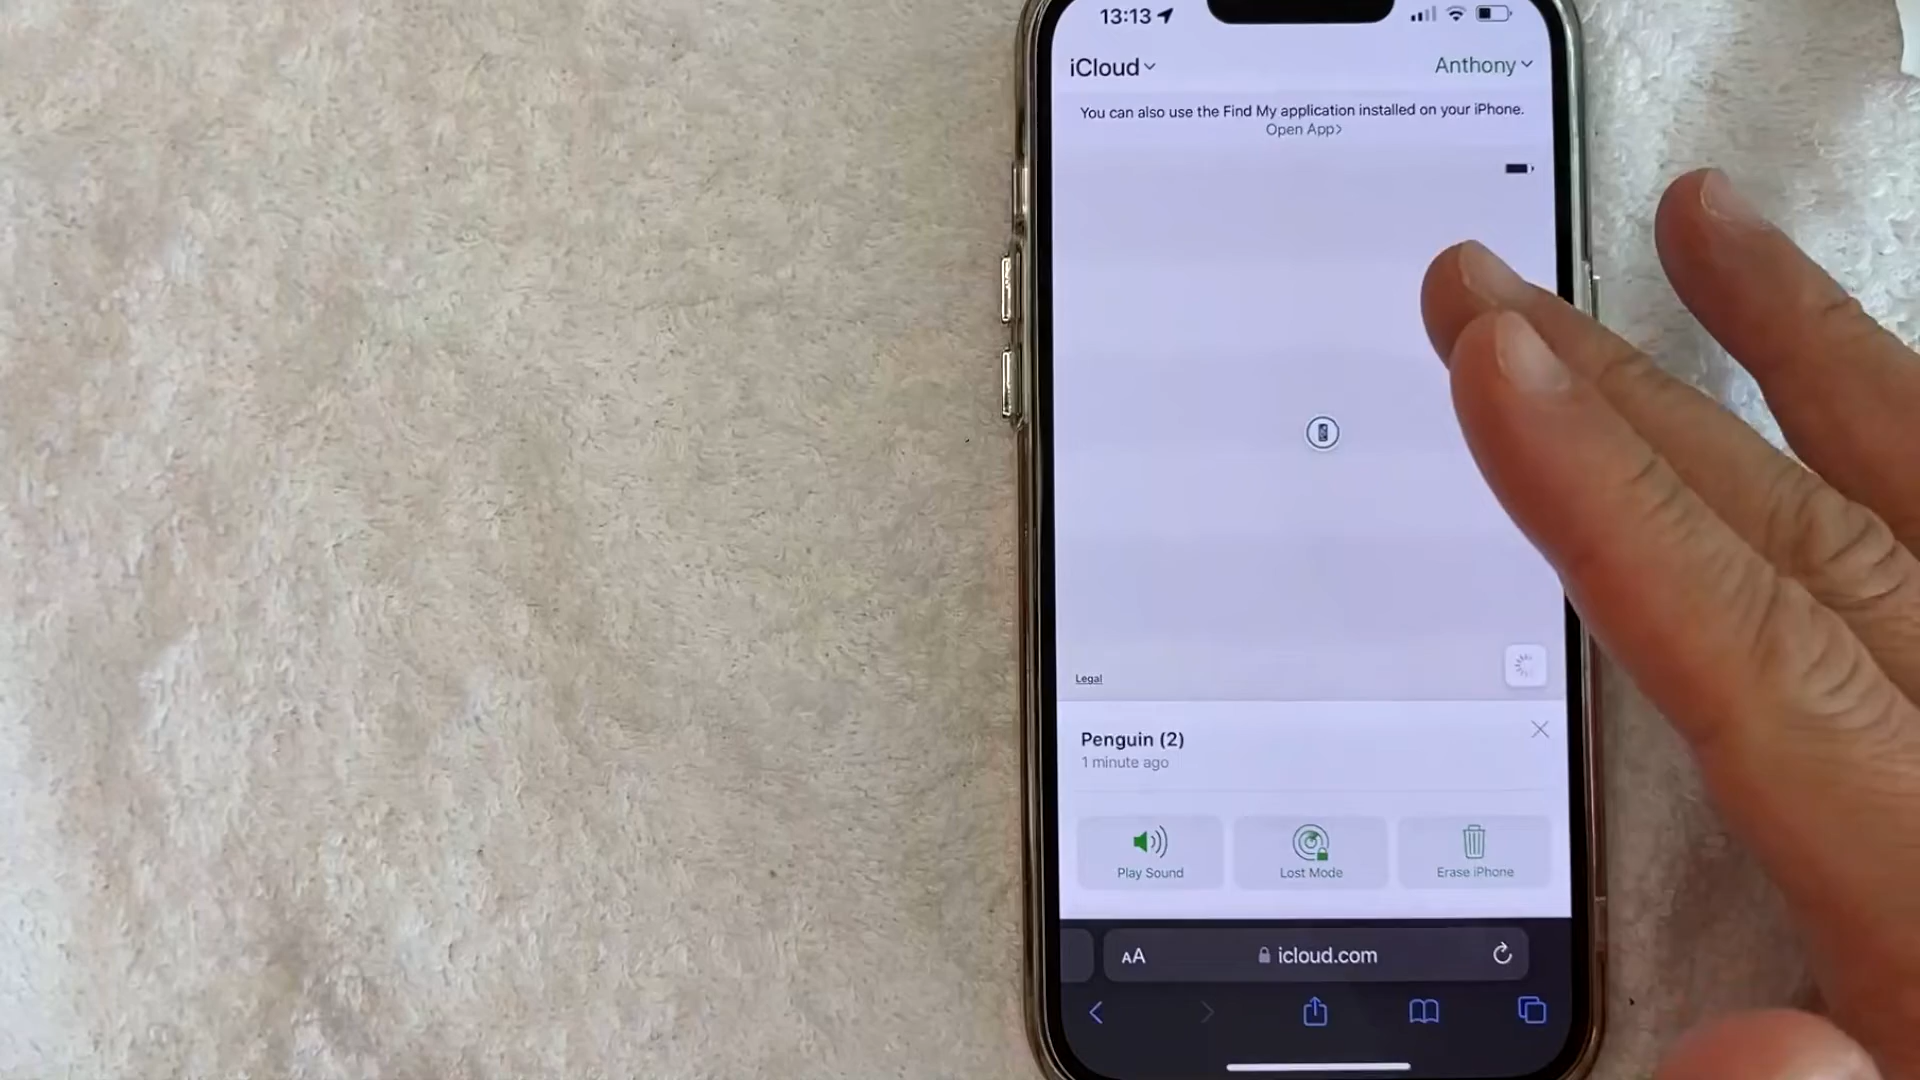 13:13
iCloud
Anthony
You can also use the Find My application installed on your iPhone.
Open App>
Legal
Penguin (2)
1 minute ago
Play Sound
Lost Mode
Erase iPhone
AA
icloud.com